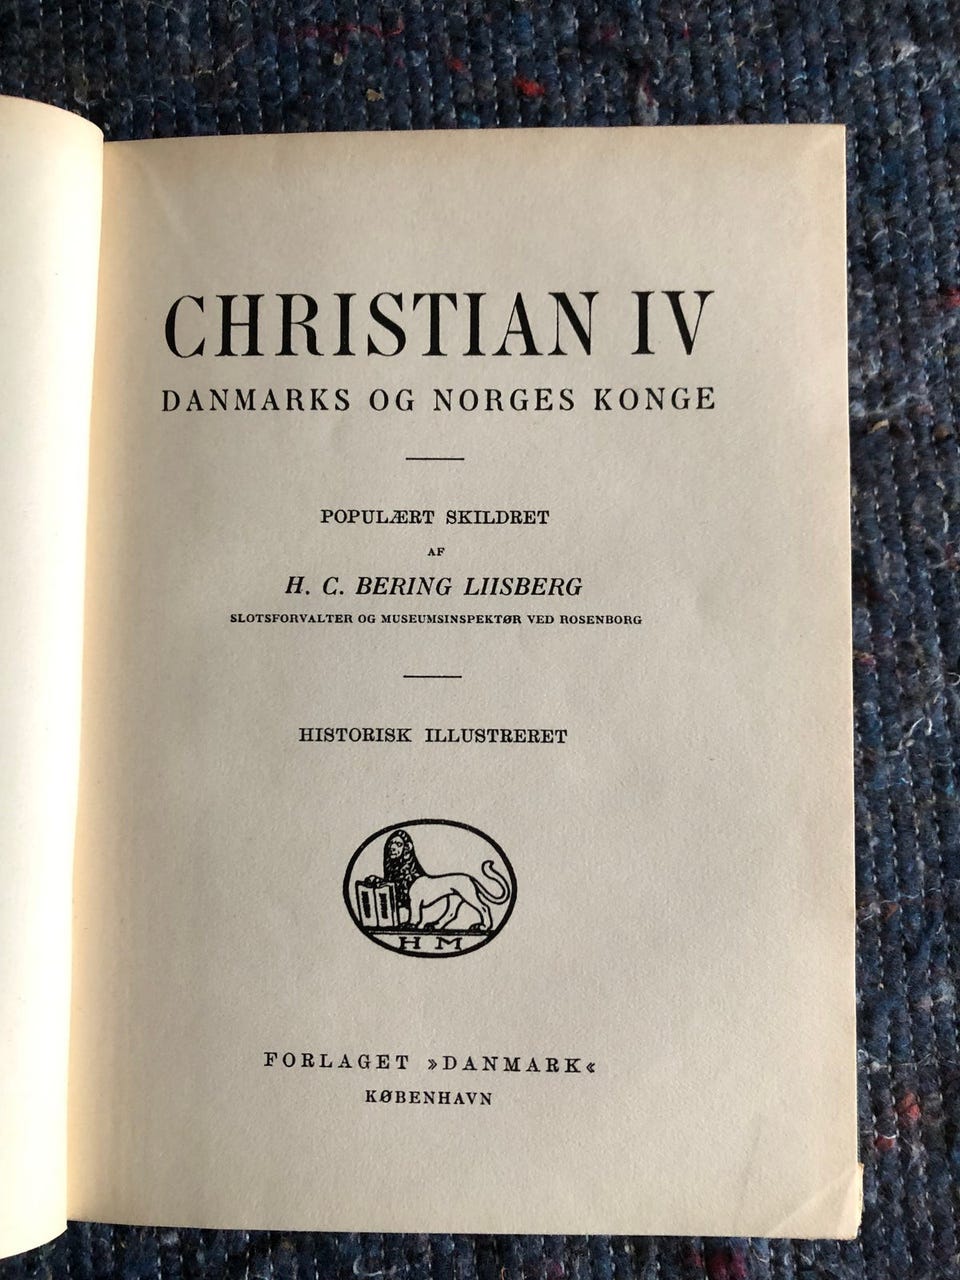 CHRISTIAN IV
DANMARKS OG NORGES KONGE
POPULÆRT SKILDRET
AF
H. C. BERING LIISBERG
SLOTSFORVALTER OG MUSEUMSINSPEKTØR VED ROSENBORG
HISTORISK ILLUSTRERET
H M
FORLAGET »DANMARK«
KØBENHAVN